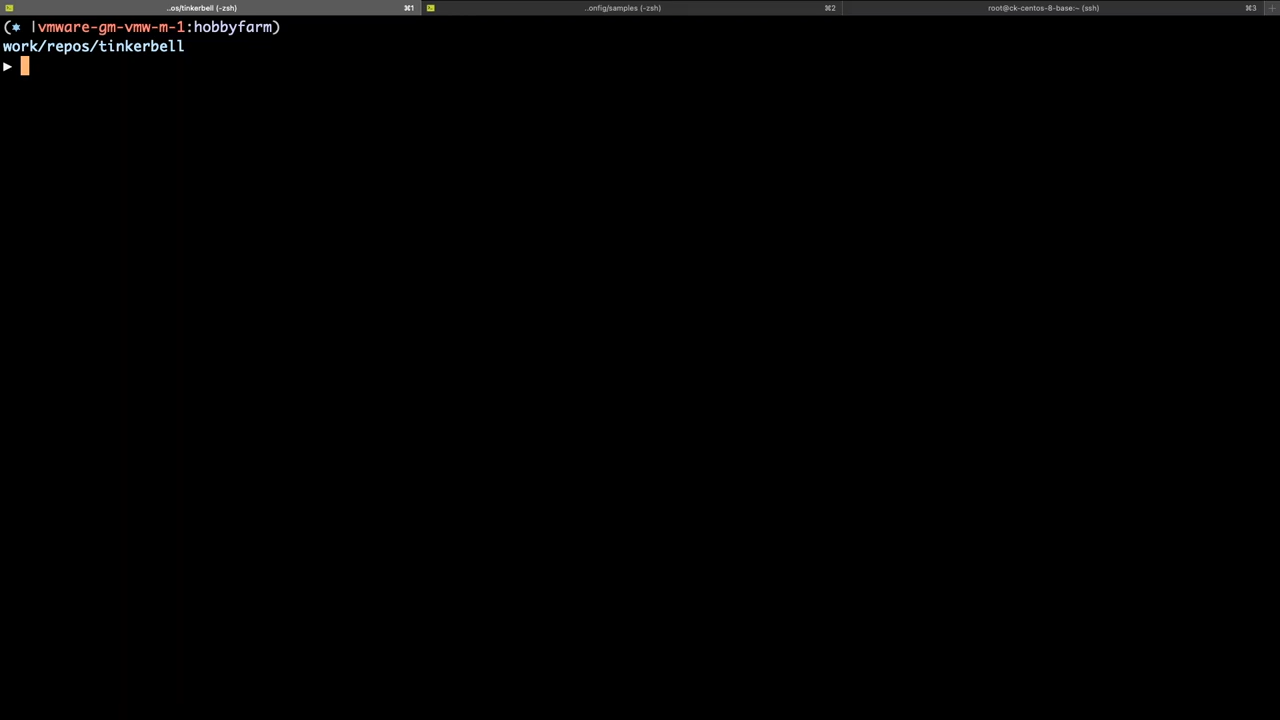 ..os/tinkerbell (-zsh) ⌘1 ..onfig/samples (-zsh) ⌘2 root@ck-centos-8-base:~ (ssh) ⌘3 +
(⎈ |vmware-gm-vmw-m-1:hobbyfarm)
work/repos/tinkerbell
▶